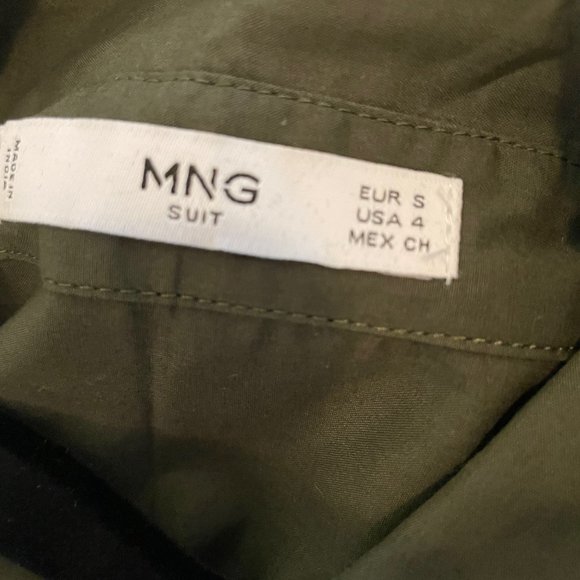 MADE IN
INDIA
MNG
SUIT
EUR S
USA 4
MEX CH